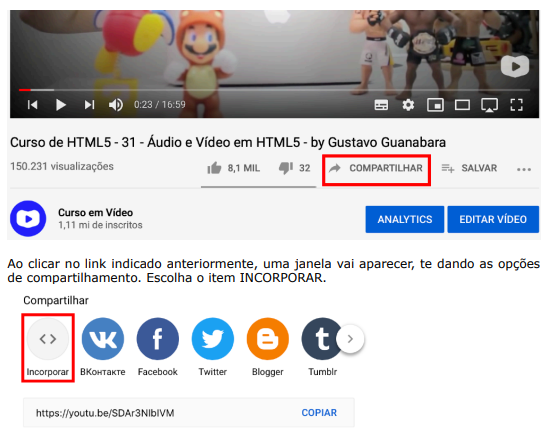 0:23 / 16:59
Curso de HTML5 - 31 - Áudio e Vídeo em HTML5 - by Gustavo Guanabara
150.231 visualizações 8,1 MIL 32 COMPARTILHAR SALVAR
Curso em Vídeo
1,11 mi de inscritos
ANALYTICS EDITAR VÍDEO
Ao clicar no link indicado anteriormente, uma janela vai aparecer, te dando as opções
de compartilhamento. Escolha o item INCORPORAR.
Compartilhar
Incorporar ВКонтакте Facebook Twitter Blogger Tumblr
https://youtu.be/SDAr3NlbIVM COPIAR